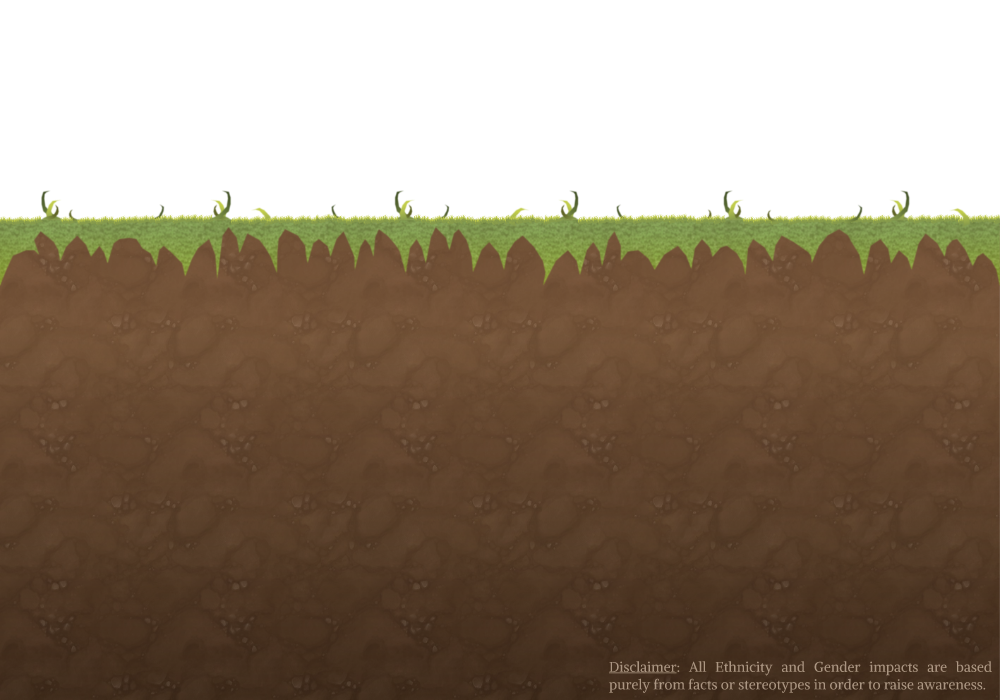 Disclaimer: All Ethnicity and Gender impacts are based
purely from facts or stereotypes in order to raise awareness.